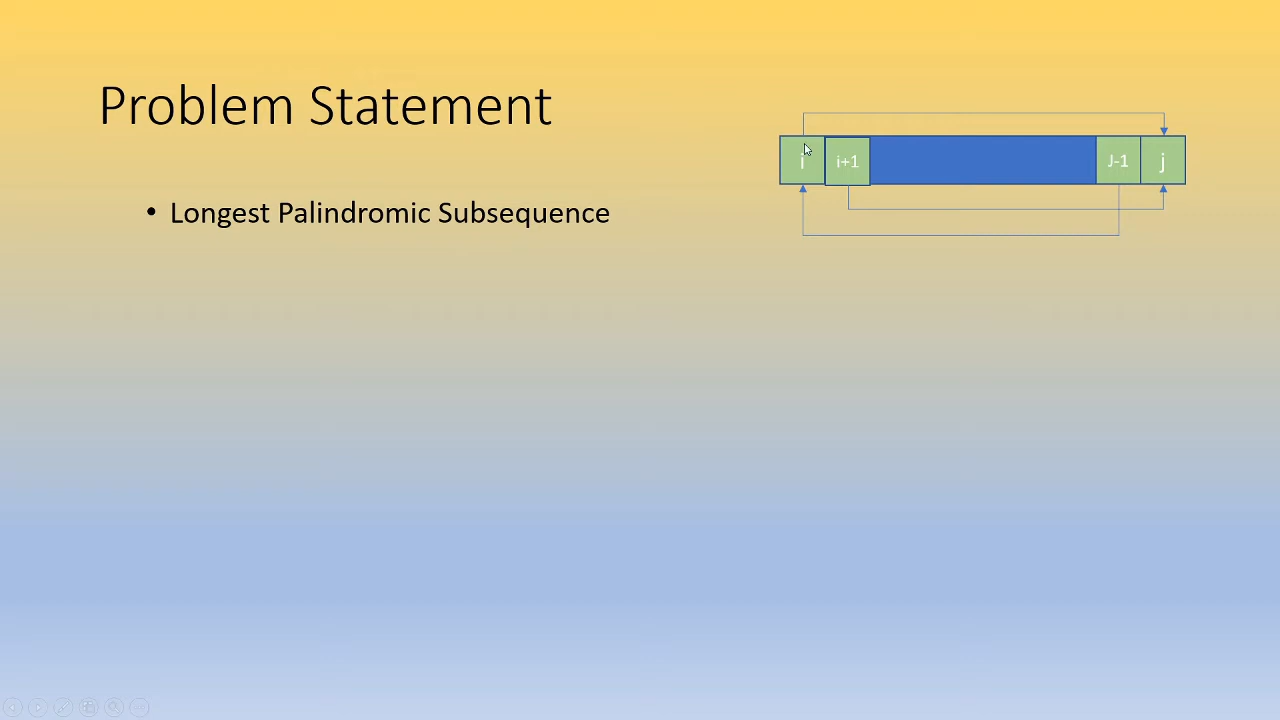 Problem Statement
i i+1 J-1 j
• Longest Palindromic Subsequence